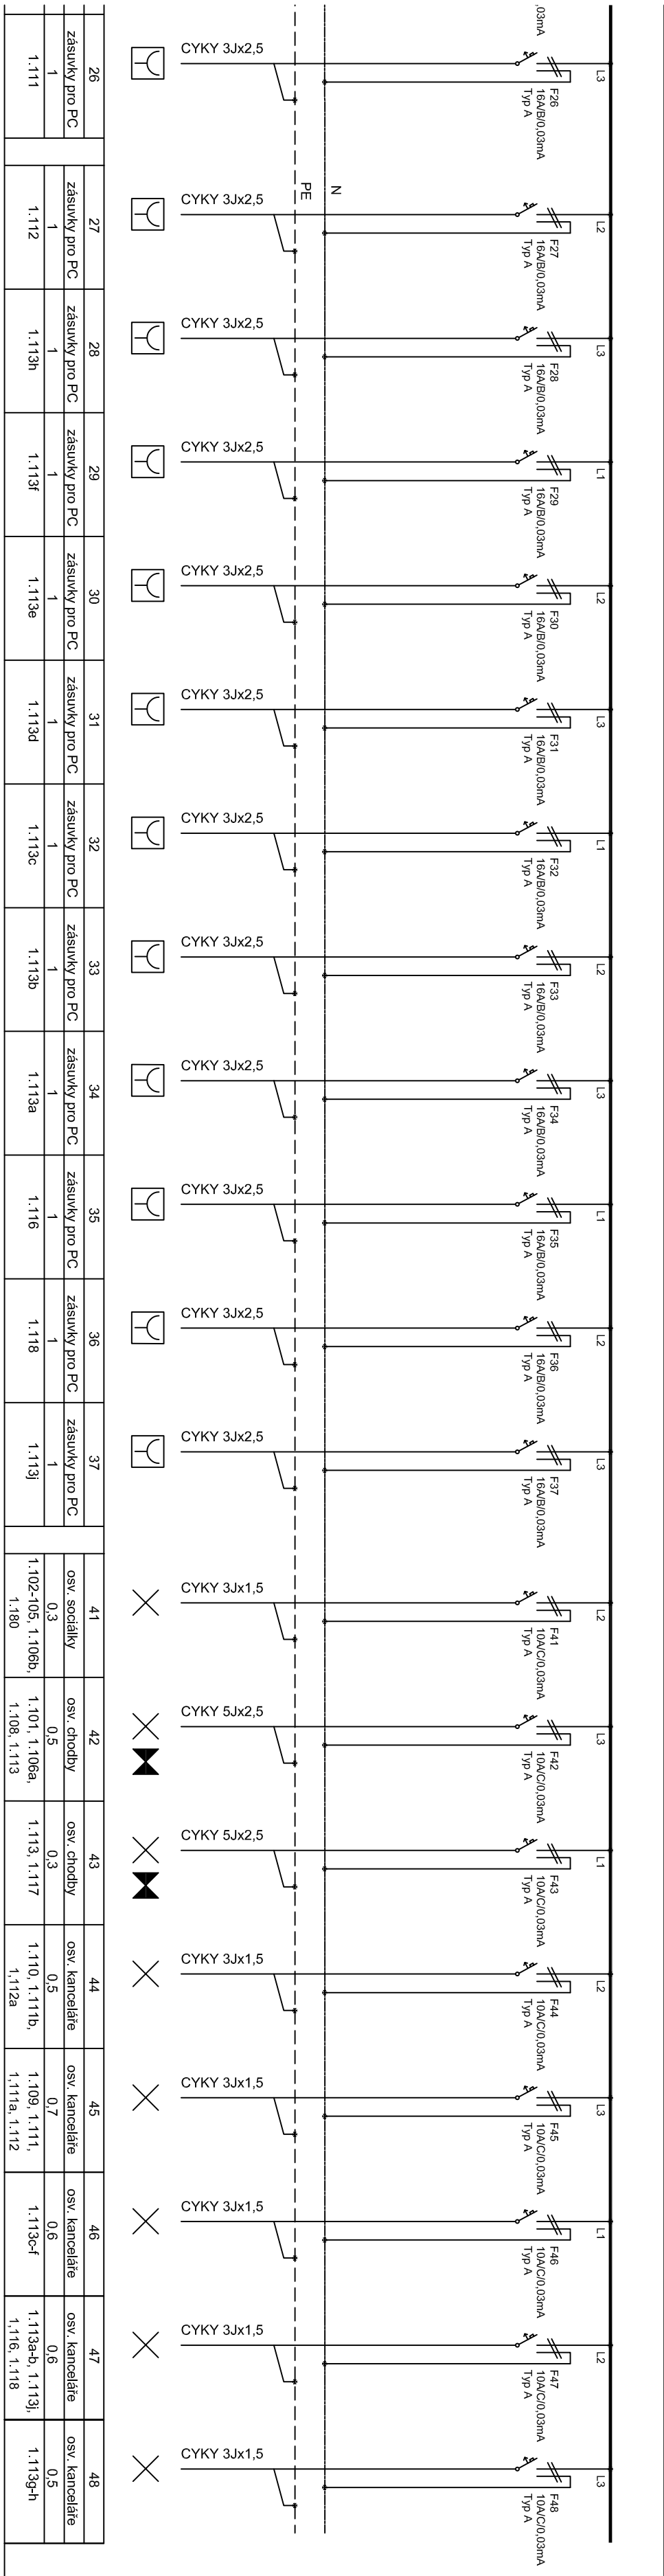 ,03mA
L3
F26
16A/B/0,03mA
Typ A
CYKY 3Jx2,5
26
zásuvky pro PC
1
1.111
N
PE
L2
F27
16A/B/0,03mA
Typ A
CYKY 3Jx2,5
27
zásuvky pro PC
1
1.112
L3
F28
16A/B/0,03mA
Typ A
CYKY 3Jx2,5
28
zásuvky pro PC
1
1.113h
L1
F29
16A/B/0,03mA
Typ A
CYKY 3Jx2,5
29
zásuvky pro PC
1
1.113f
L2
F30
16A/B/0,03mA
Typ A
CYKY 3Jx2,5
30
zásuvky pro PC
1
1.113e
L3
F31
16A/B/0,03mA
Typ A
CYKY 3Jx2,5
31
zásuvky pro PC
1
1.113d
L1
F32
16A/B/0,03mA
Typ A
CYKY 3Jx2,5
32
zásuvky pro PC
1
1.113c
L2
F33
16A/B/0,03mA
Typ A
CYKY 3Jx2,5
33
zásuvky pro PC
1
1.113b
L3
F34
16A/B/0,03mA
Typ A
CYKY 3Jx2,5
34
zásuvky pro PC
1
1.113a
L1
F35
16A/B/0,03mA
Typ A
CYKY 3Jx2,5
35
zásuvky pro PC
1
1.116
L2
F36
16A/B/0,03mA
Typ A
CYKY 3Jx2,5
36
zásuvky pro PC
1
1.118
L3
F37
16A/B/0,03mA
Typ A
CYKY 3Jx2,5
37
zásuvky pro PC
1
1.113j
L2
F41
10A/C/0,03mA
Typ A
CYKY 3Jx1,5
41
osv. sociálky
0,3
1.102-105, 1.106b,
1.180
L3
F42
10A/C/0,03mA
Typ A
CYKY 5Jx2,5
42
osv. chodby
0,5
1.101, 1.106a,
1.108, 1.113
L1
F43
10A/C/0,03mA
Typ A
CYKY 5Jx2,5
43
osv. chodby
0,3
1.113, 1.117
L2
F44
10A/C/0,03mA
Typ A
CYKY 3Jx1,5
44
osv. kanceláře
0,5
1.110, 1.111b,
1,112a
L3
F45
10A/C/0,03mA
Typ A
CYKY 3Jx1,5
45
osv. kanceláře
0,7
1.109, 1.111,
1,111a, 1.112
L1
F46
10A/C/0,03mA
Typ A
CYKY 3Jx1,5
46
osv. kanceláře
0,6
1.113c-f
L2
F47
10A/C/0,03mA
Typ A
CYKY 3Jx1,5
47
osv. kanceláře
0,6
1.113a-b, 1.113j,
1,116, 1.118
L3
F48
10A/C/0,03mA
Typ A
CYKY 3Jx1,5
48
osv. kanceláře
0,5
1.113g-h